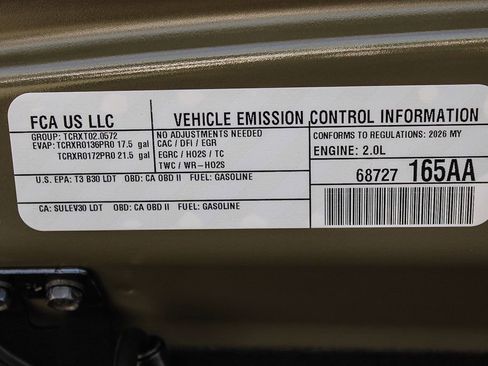 FCA US LLC
VEHICLE EMISSION CONTROL INFORMATION
GROUP: TCRXT02.0572
EVAP: TCRXR0136PR0 17.5 gal
TCRXR0172PR0 21.5 gal
NO ADJUSTMENTS NEEDED
CAC / DFI / EGR
EGRC / HO2S / TC
TWC / WR-HO2S
CONFORMS TO REGULATIONS: 2026 MY
ENGINE: 2.0L
U.S. EPA: T3 B30 LDT OBD: CA OBD II FUEL: GASOLINE
CA: SULEV30 LDT OBD: CA OBD II FUEL: GASOLINE
68727 165AA